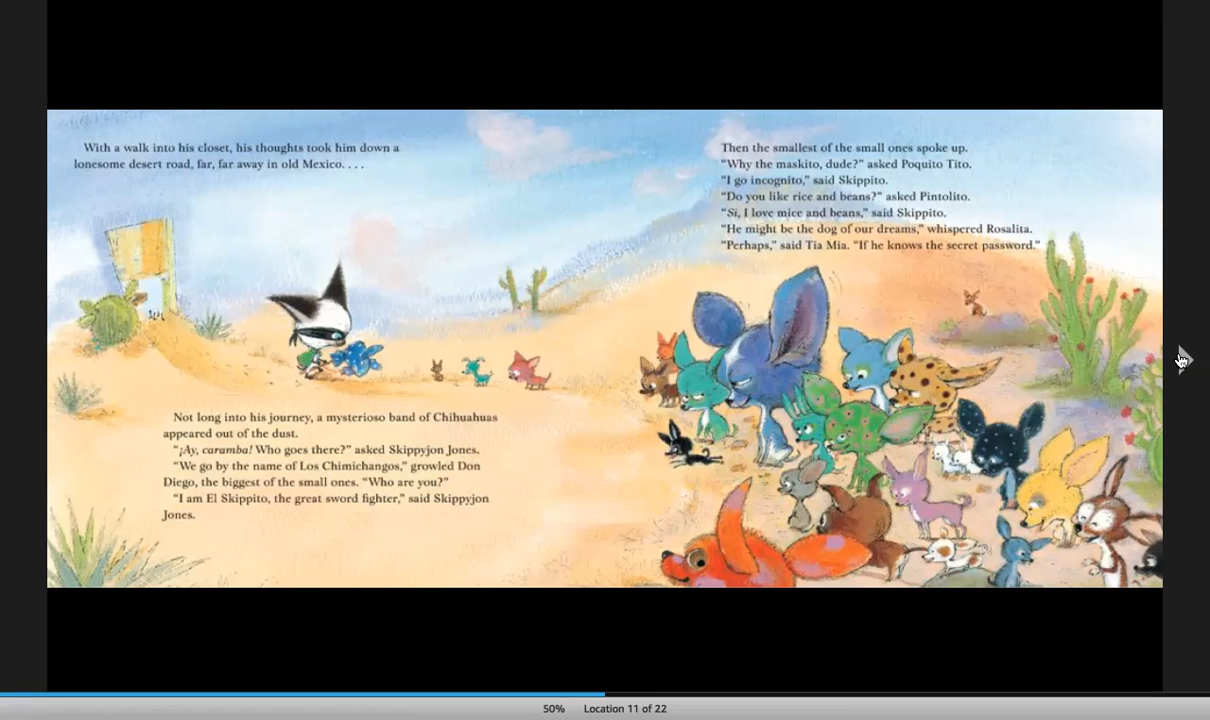 With a walk into his closet, his thoughts took him down a
lonesome desert road, far, far away in old Mexico. . . .
Not long into his journey, a mysterioso band of Chihuahuas
appeared out of the dust.
“¡Ay, caramba! Who goes there?” asked Skippyjon Jones.
“We go by the name of Los Chimichangos,” growled Don
Diego, the biggest of the small ones. “Who are you?”
“I am El Skippito, the great sword fighter,” said Skippyjon
Jones.
Then the smallest of the small ones spoke up.
“Why the maskito, dude?” asked Poquito Tito.
“I go incognito,” said Skippito.
“Do you like rice and beans?” asked Pintolito.
“Sí, I love mice and beans,” said Skippito.
“He might be the dog of our dreams,” whispered Rosalita.
“Perhaps,” said Tia Mia. “If he knows the secret password.”
50% Location 11 of 22